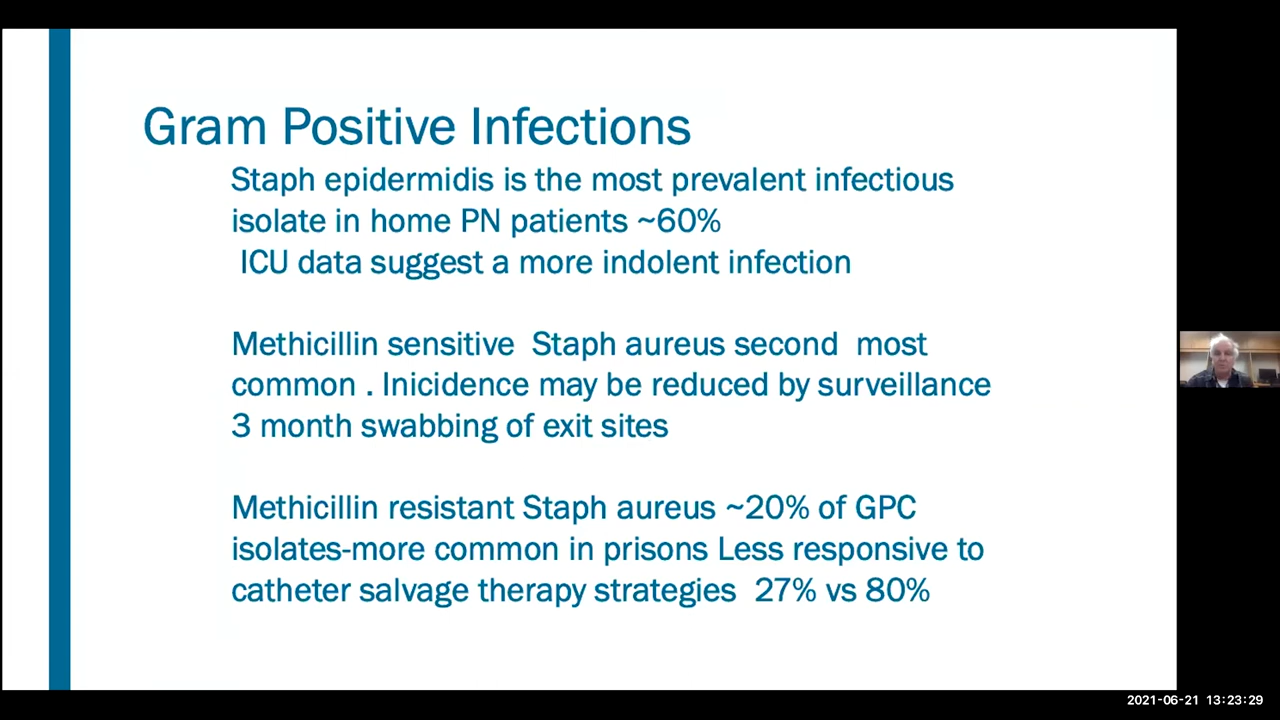 Gram Positive Infections
Staph epidermidis is the most prevalent infectious
isolate in home PN patients ~60%
ICU data suggest a more indolent infection
Methicillin sensitive Staph aureus second most
common . Inicidence may be reduced by surveillance
3 month swabbing of exit sites
Methicillin resistant Staph aureus ~20% of GPC
isolates-more common in prisons Less responsive to
catheter salvage therapy strategies 27% vs 80%
2021-06-21 13:23:29